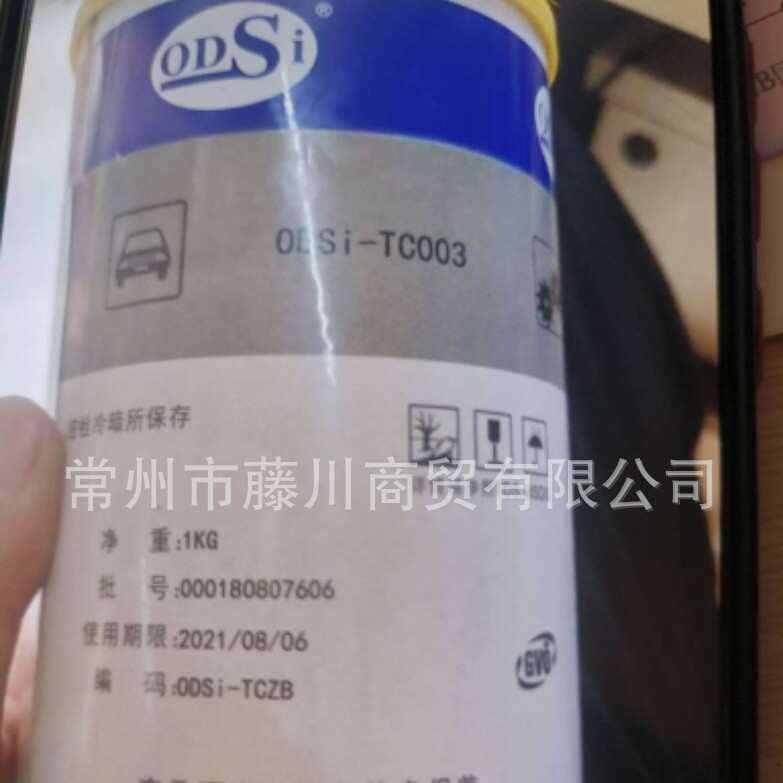 ODSi®
ODSi-TC003
密栓冷暗所保存
常州市藤川商贸有限公司
净 重:1KG
批 号:000180807606
使用期限:2021/08/06
编 码:ODSi-TCZB
GVO